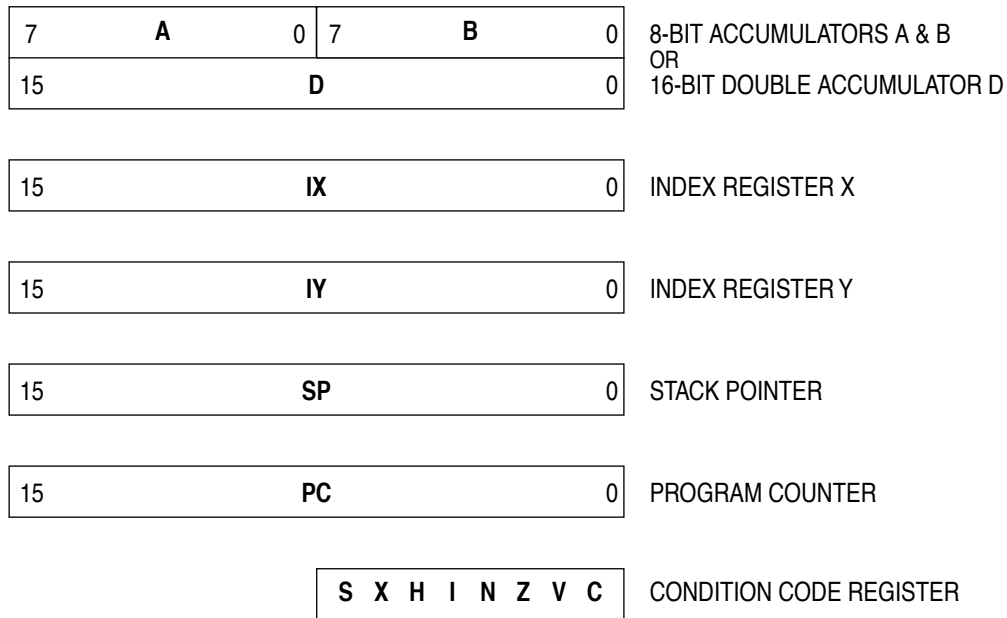 7 A 0 7 B 0 8-BIT ACCUMULATORS A & B
OR
15 D 0 16-BIT DOUBLE ACCUMULATOR D
15 IX 0 INDEX REGISTER X
15 IY 0 INDEX REGISTER Y
15 SP 0 STACK POINTER
15 PC 0 PROGRAM COUNTER
S X H I N Z V C CONDITION CODE REGISTER